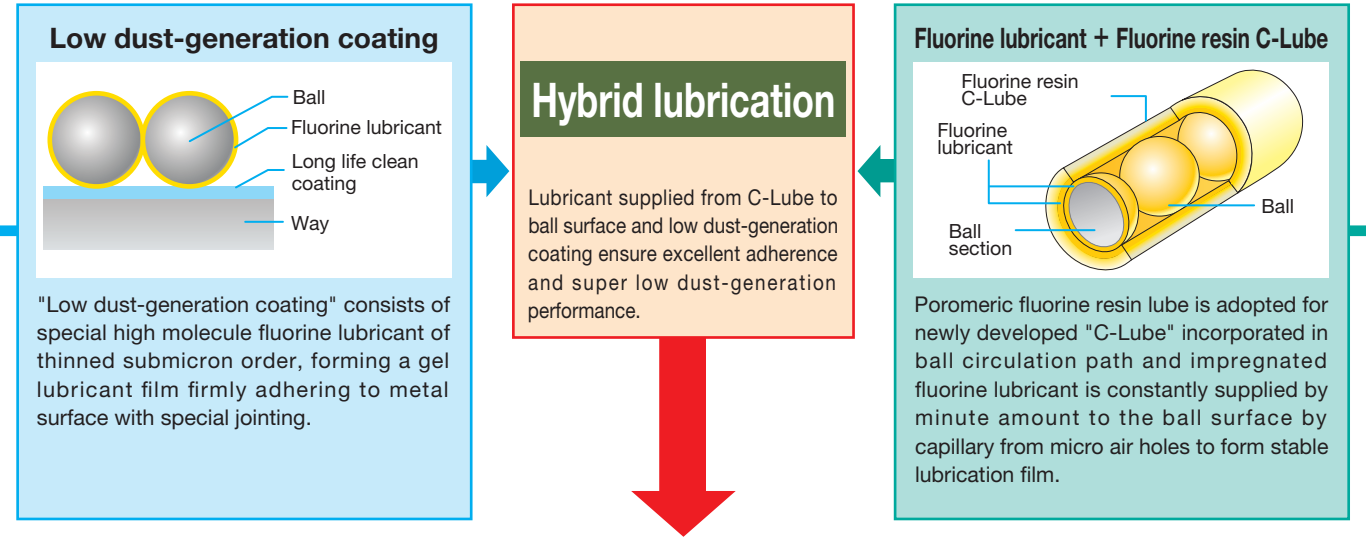 Low dust-generation coating
Ball
Fluorine lubricant
Long life clean
coating
Way
"Low dust-generation coating" consists of
special high molecule fluorine lubricant of
thinned submicron order, forming a gel
lubricant film firmly adhering to metal
surface with special jointing.
Hybrid lubrication
Lubricant supplied from C-Lube to
ball surface and low dust-generation
coating ensure excellent adherence
and super low dust-generation
performance.
Fluorine lubricant + Fluorine resin C-Lube
Fluorine resin
C-Lube
Fluorine
lubricant
Ball
section
Ball
Poromeric fluorine resin lube is adopted for
newly developed "C-Lube" incorporated in
ball circulation path and impregnated
fluorine lubricant is constantly supplied by
minute amount to the ball surface by
capillary from micro air holes to form stable
lubrication film.